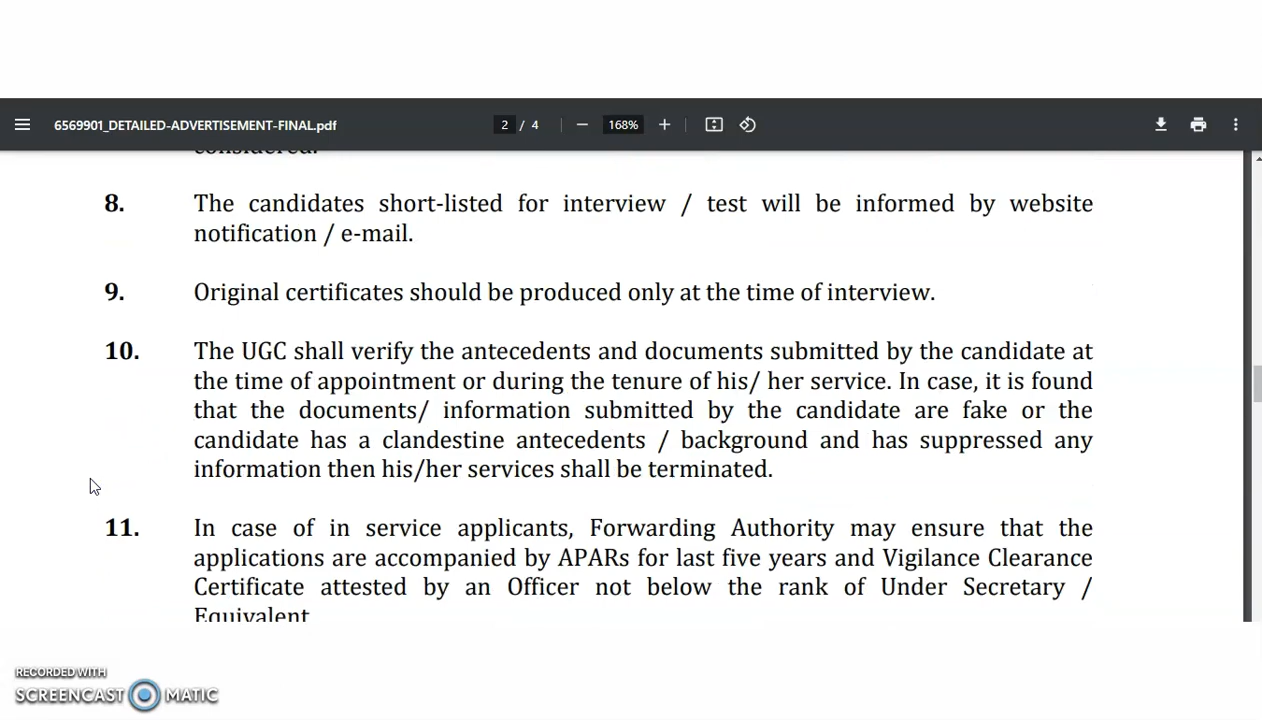 6569901_DETAILED-ADVERTISEMENT-FINAL.pdf
2 / 4
168%
considered.
8. The candidates short-listed for interview / test will be informed by website
notification / e-mail.
9. Original certificates should be produced only at the time of interview.
10. The UGC shall verify the antecedents and documents submitted by the candidate at
the time of appointment or during the tenure of his/ her service. In case, it is found
that the documents/ information submitted by the candidate are fake or the
candidate has a clandestine antecedents / background and has suppressed any
information then his/her services shall be terminated.
11. In case of in service applicants, Forwarding Authority may ensure that the
applications are accompanied by APARs for last five years and Vigilance Clearance
Certificate attested by an Officer not below the rank of Under Secretary /
Equivalent
RECORDED WITH
SCREENCAST MATIC